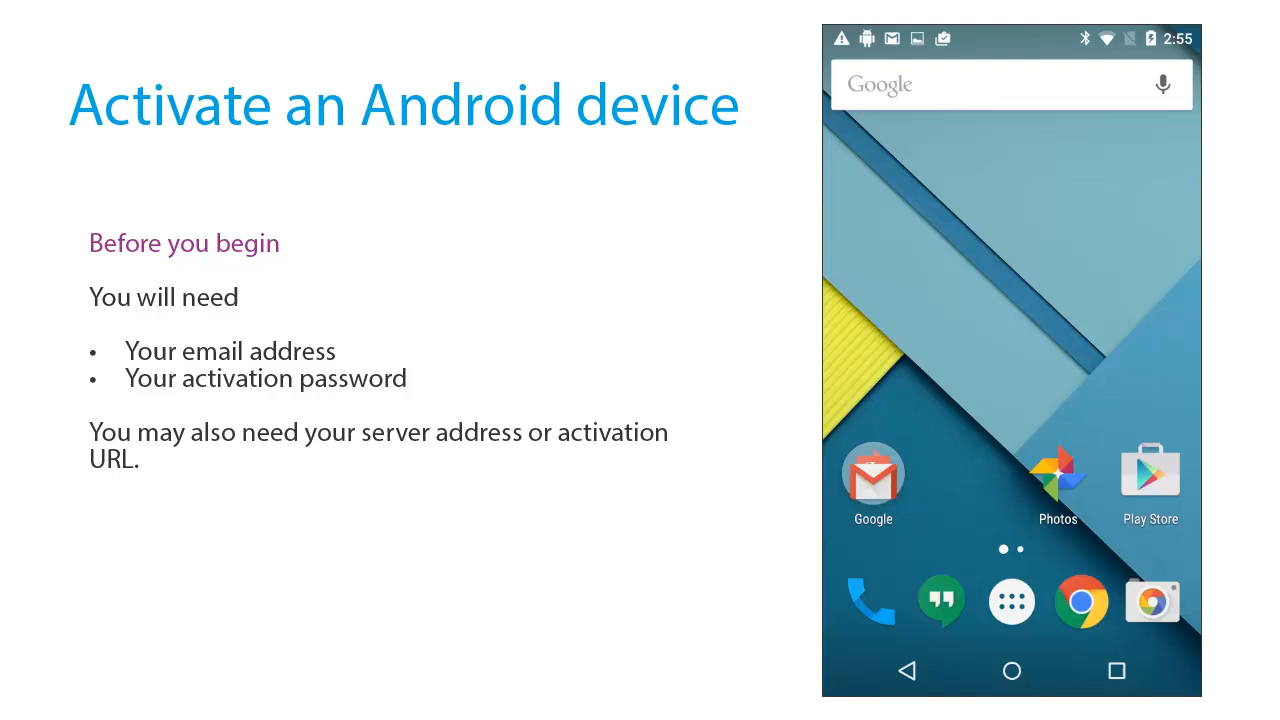 Activate an Android device
Before you begin
You will need
• Your email address
• Your activation password
You may also need your server address or activation
URL.
2:55
Google
Google
Photos
Play Store